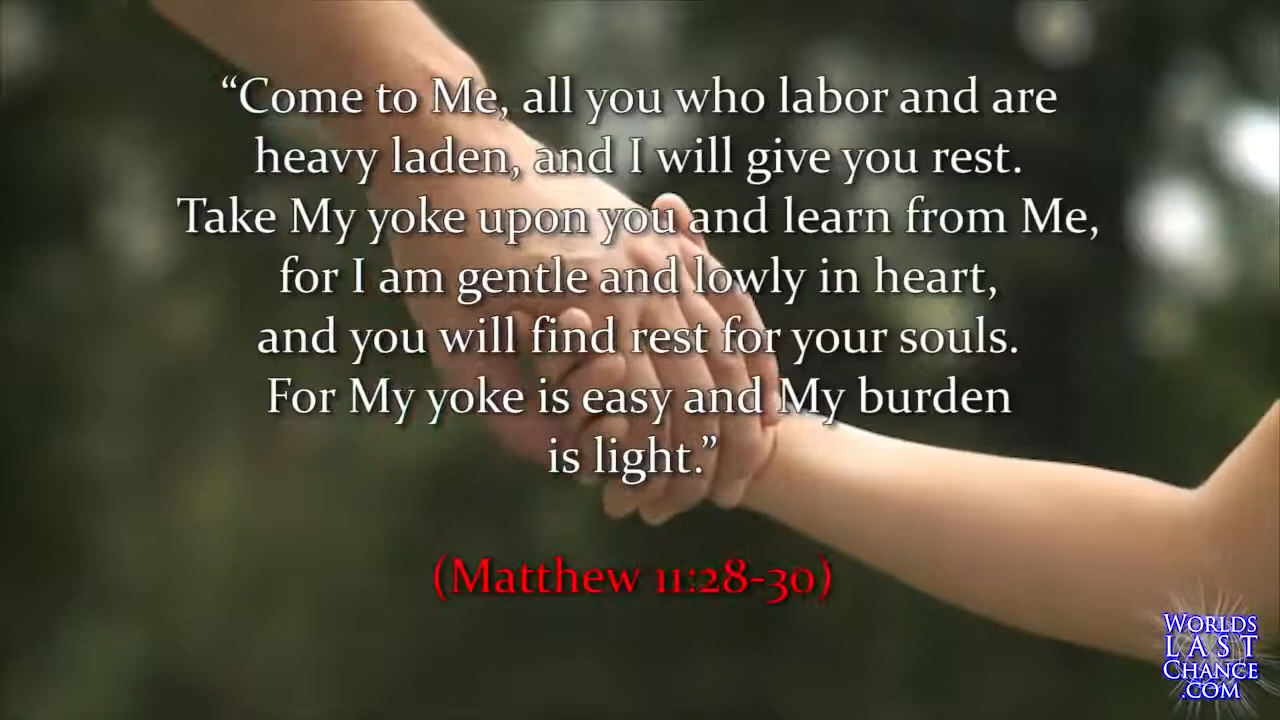 “Come to Me, all you who labor and are
heavy laden, and I will give you rest.
Take My yoke upon you and learn from Me,
for I am gentle and lowly in heart,
and you will find rest for your souls.
For My yoke is easy and My burden
is light.”
(Matthew 11:28-30)
WORLDS
LAST
CHANCE
.COM